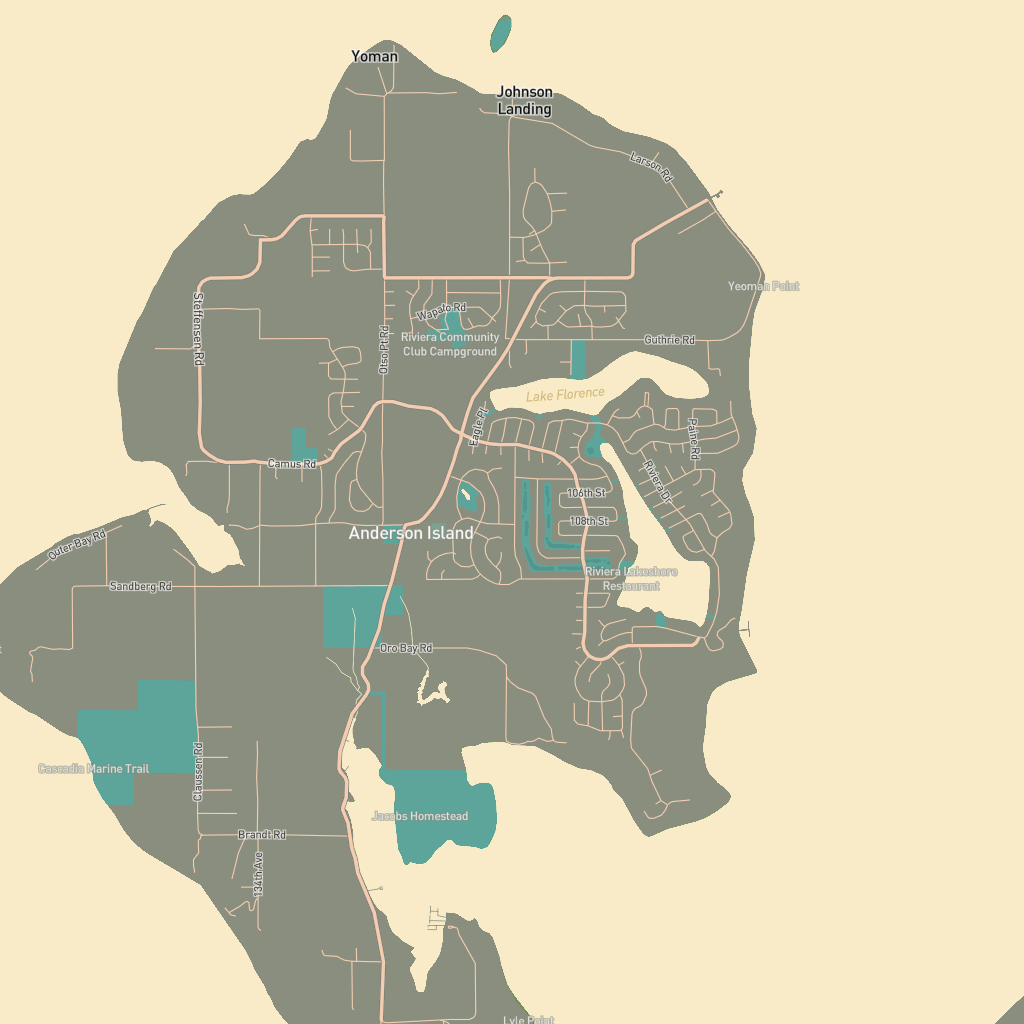 Yoman
Johnson
Landing
Larson Rd
Yeoman Point
Steffensen Rd
Wapato Rd
Otso Pt Rd
Riviera Community
Club Campground
Guthrie Rd
Lake Florence
Eagle Pl
Paine Rd
Camus Rd
Riviera Dr
106th St
108th St
Anderson Island
Outer Bay Rd
Riviera Lakeshore
Restaurant
Sandberg Rd
Oro Bay Rd
Cascadia Marine Trail
Claussen Rd
Jacobs Homestead
Brandt Rd
134th Ave
Lyle Point